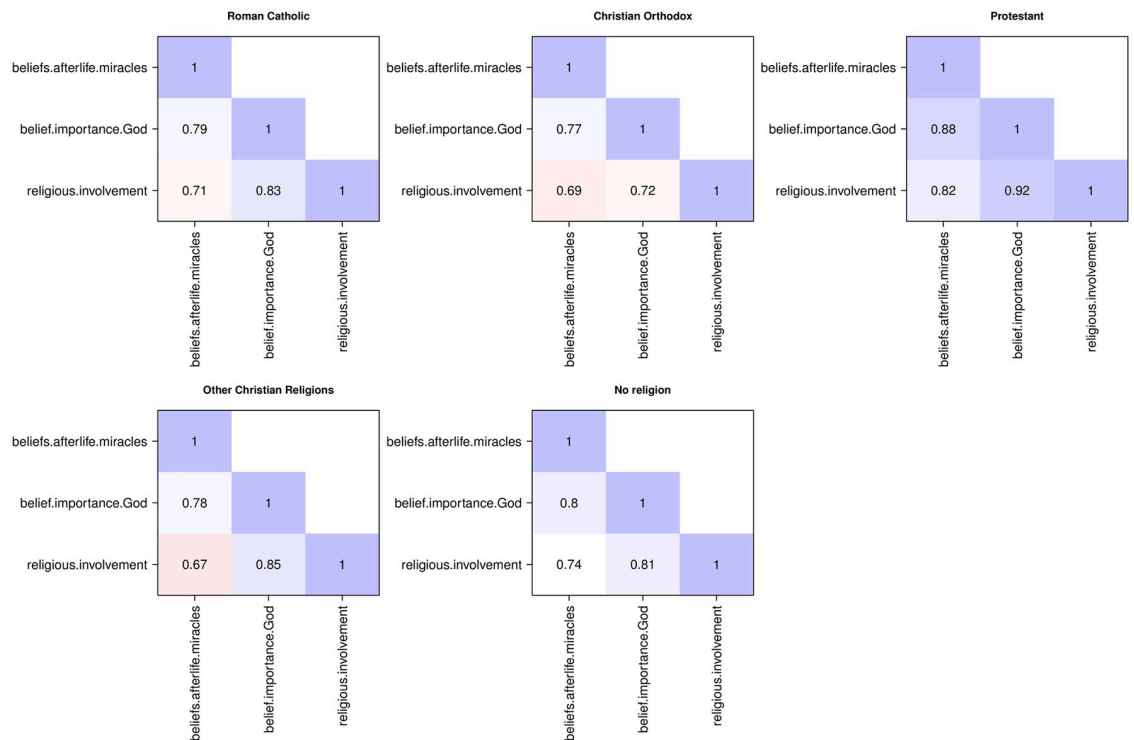 Roman Catholic
beliefs.afterlife.miracles
1
belief.importance.God
0.79
1
religious.involvement
0.71
0.83
1
beliefs.afterlife.miracles
belief.importance.God
religious.involvement
Christian Orthodox
beliefs.afterlife.miracles
1
belief.importance.God
0.77
1
religious.involvement
0.69
0.72
1
beliefs.afterlife.miracles
belief.importance.God
religious.involvement
Protestant
beliefs.afterlife.miracles
1
belief.importance.God
0.88
1
religious.involvement
0.82
0.92
1
beliefs.afterlife.miracles
belief.importance.God
religious.involvement
Other Christian Religions
beliefs.afterlife.miracles
1
belief.importance.God
0.78
1
religious.involvement
0.67
0.85
1
beliefs.afterlife.miracles
belief.importance.God
religious.involvement
No religion
beliefs.afterlife.miracles
1
belief.importance.God
0.8
1
religious.involvement
0.74
0.81
1
beliefs.afterlife.miracles
belief.importance.God
religious.involvement